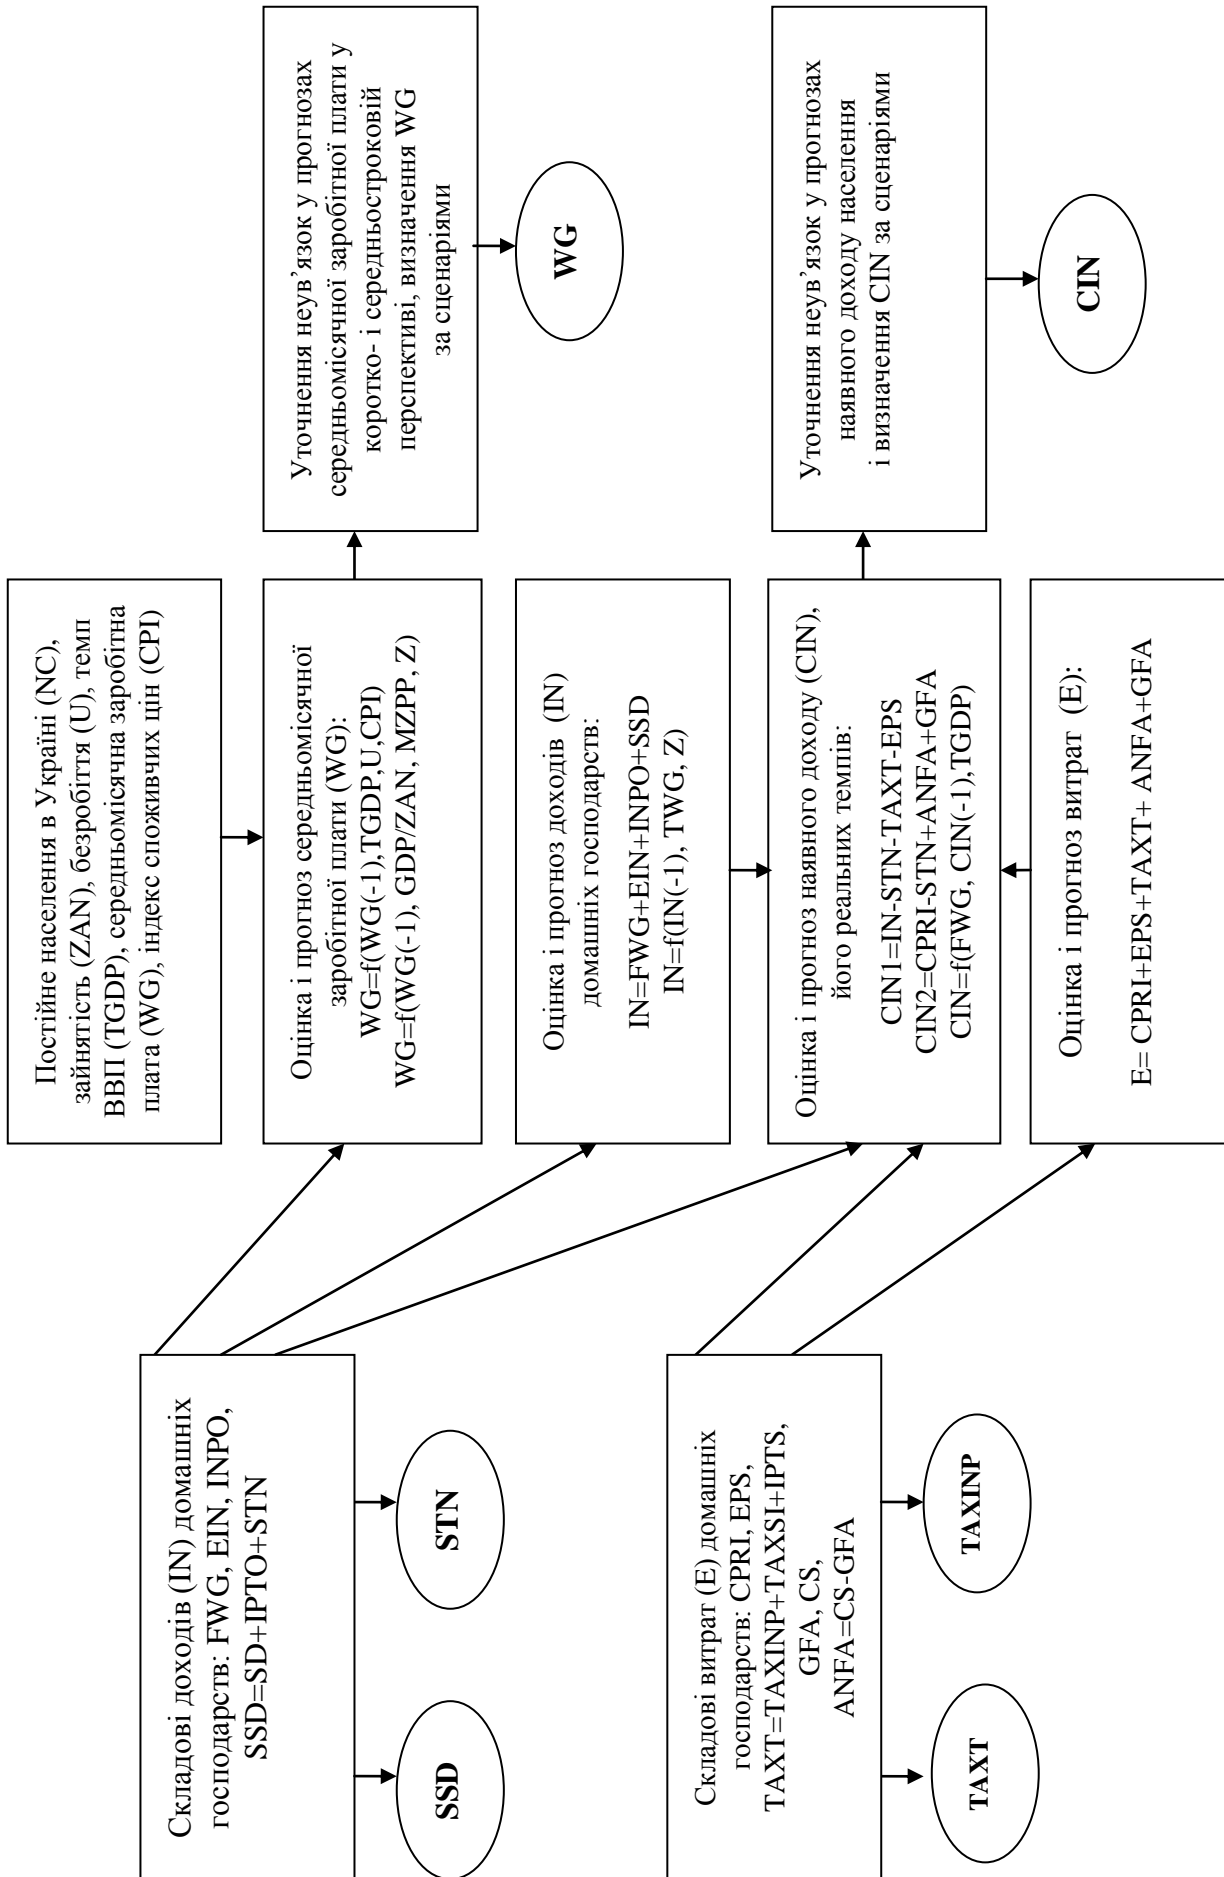 Складові доходів (IN) домашніх
господарств: FWG, EIN, INPO,
SSD=SD+IPTO+STN
SSD
STN
Складові витрат (E) домашніх
господарств: CPRI, EPS,
TAXT=TAXINP+TAXSI+IPTS,
GFA, CS,
ANFA=CS-GFA
TAXT
TAXINP
Постійне населення в Україні (NC),
зайнятість (ZAN), безробіття (U), темп
ВВП (TGDP), середньомісячна заробітна
плата (WG), індекс споживчих цін (CPI)
Оцінка і прогноз середньомісячної
заробітної плати (WG):
WG=f(WG(-1),TGDP,U,CPI)
WG=f(WG(-1), GDP/ZAN, MZPP, Z)
Оцінка і прогноз доходів (IN)
домашніх господарств:
IN=FWG+EIN+INPO+SSD
IN=f(IN(-1), TWG, Z)
Оцінка і прогноз наявного доходу (CIN),
його реальних темпів:
CIN1=IN-STN-TAXT-EPS
CIN2=CPRI-STN+ANFA+GFA
CIN=f(FWG, CIN(-1),TGDP)
Оцінка і прогноз витрат (E):
E= CPRI+EPS+TAXT+ ANFA+GFA
Уточнення неув’язок у прогнозах
середньомісячної заробітної плату у
коротко- і середньостроковій
перспективі, визначення WG
за сценаріями
WG
Уточнення неув’язок у прогнозах
наявного доходу населення
і визначення CIN за сценаріями
CIN